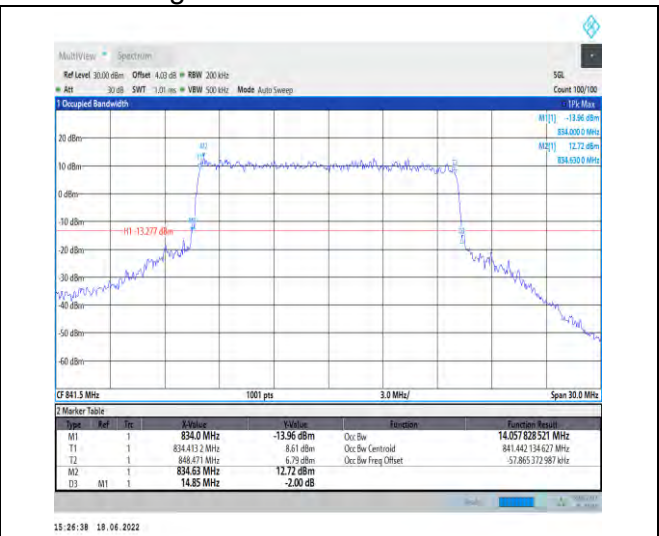 MultiView Spectrum
Ref Level 30.00 dBm Offset 4.03 dB RBW 200 kHz SGL
Att 30 dB SWT 1.01 ms VBW 500 kHz Mode Auto Sweep Count 100/100
1 Occupied Bandwidth 1Pk Max
M1[1] -13.96 dBm
834.0000 MHz
M2[1] 12.72 dBm
834.6300 MHz
20 dBm
M2
10 dBm
0 dBm
-10 dBm
H1 -13.277 dBm
-20 dBm
-30 dBm
-40 dBm
-50 dBm
-60 dBm
CF 841.5 MHz 1001 pts 3.0 MHz/ Span 30.0 MHz
2 Marker Table
Type Ref Trc X-Value Y-Value Function Function Result
M1 1 834.0 MHz -13.96 dBm Occ Bw 14.057 828 521 MHz
T1 1 834.413 2 MHz 8.61 dBm Occ Bw Centroid 841.442 134 627 MHz
T2 1 848.471 MHz 6.79 dBm Occ Bw Freq Offset -57.865 372 987 kHz
M2 1 834.63 MHz 12.72 dBm
D3 M1 1 14.85 MHz -2.00 dB
15:26:38 18.06.2022